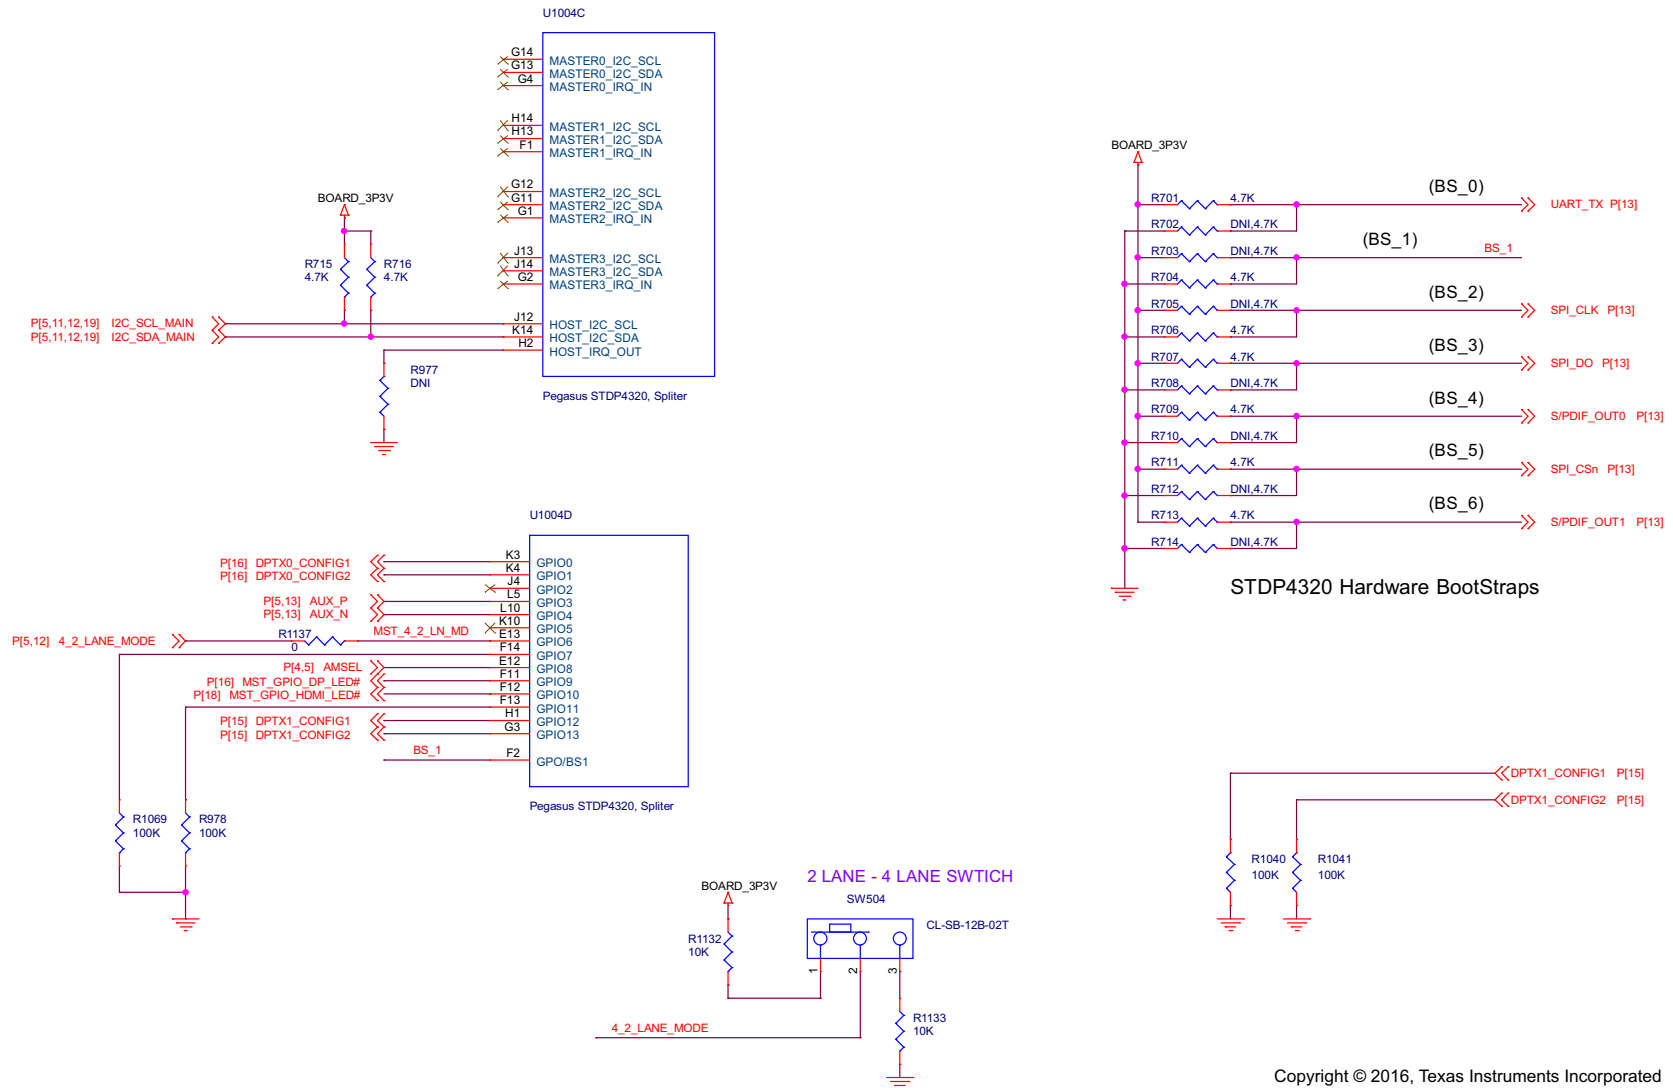 U1004C
G14 MASTER0_I2C_SCL
G13 MASTER0_I2C_SDA
G4 MASTER0_IRQ_IN
H14 MASTER1_I2C_SCL
H13 MASTER1_I2C_SDA
F1 MASTER1_IRQ_IN
G12 MASTER2_I2C_SCL
G11 MASTER2_I2C_SDA
G1 MASTER2_IRQ_IN
J13 MASTER3_I2C_SCL
J14 MASTER3_I2C_SDA
G2 MASTER3_IRQ_IN
BOARD_3P3V
R715
4.7K
R716
4.7K
P[5,11,12,19] I2C_SCL_MAIN J12 HOST_I2C_SCL
P[5,11,12,19] I2C_SDA_MAIN K14 HOST_I2C_SDA
H2 HOST_IRQ_OUT
R977
DNI
Pegasus STDP4320, Spliter
BOARD_3P3V
R701 4.7K (BS_0) UART_TX P[13]
R702 DNI,4.7K
R703 DNI,4.7K (BS_1) BS_1
R704 4.7K
R705 DNI,4.7K (BS_2) SPI_CLK P[13]
R706 4.7K
R707 4.7K (BS_3) SPI_DO P[13]
R708 DNI,4.7K
R709 4.7K (BS_4) S/PDIF_OUT0 P[13]
R710 DNI,4.7K
R711 4.7K (BS_5) SPI_CSn P[13]
R712 DNI,4.7K
R713 4.7K (BS_6) S/PDIF_OUT1 P[13]
R714 DNI,4.7K
STDP4320 Hardware BootStraps
U1004D
P[16] DPTX0_CONFIG1 K3 GPIO0
P[16] DPTX0_CONFIG2 K4 GPIO1
J4 GPIO2
P[5,13] AUX_P L5 GPIO3
P[5,13] AUX_N L10 GPIO4
K10 GPIO5
P[5,12] 4_2_LANE_MODE R1137 0 MST_4_2_LN_MD E13 GPIO6
F14 GPIO7
P[4,5] AMSEL E12 GPIO8
P[16] MST_GPIO_DP_LED# F11 GPIO9
P[18] MST_GPIO_HDMI_LED# F12 GPIO10
F13 GPIO11
P[15] DPTX1_CONFIG1 H1 GPIO12
P[15] DPTX1_CONFIG2 G3 GPIO13
BS_1 F2 GPO/BS1
Pegasus STDP4320, Spliter
R1069
100K
R978
100K
DPTX1_CONFIG1 P[15]
DPTX1_CONFIG2 P[15]
R1040
100K
R1041
100K
2 LANE - 4 LANE SWTICH
BOARD_3P3V
SW504
CL-SB-12B-02T
R1132
10K
1 2 3
4_2_LANE_MODE
R1133
10K
Copyright © 2016, Texas Instruments Incorporated